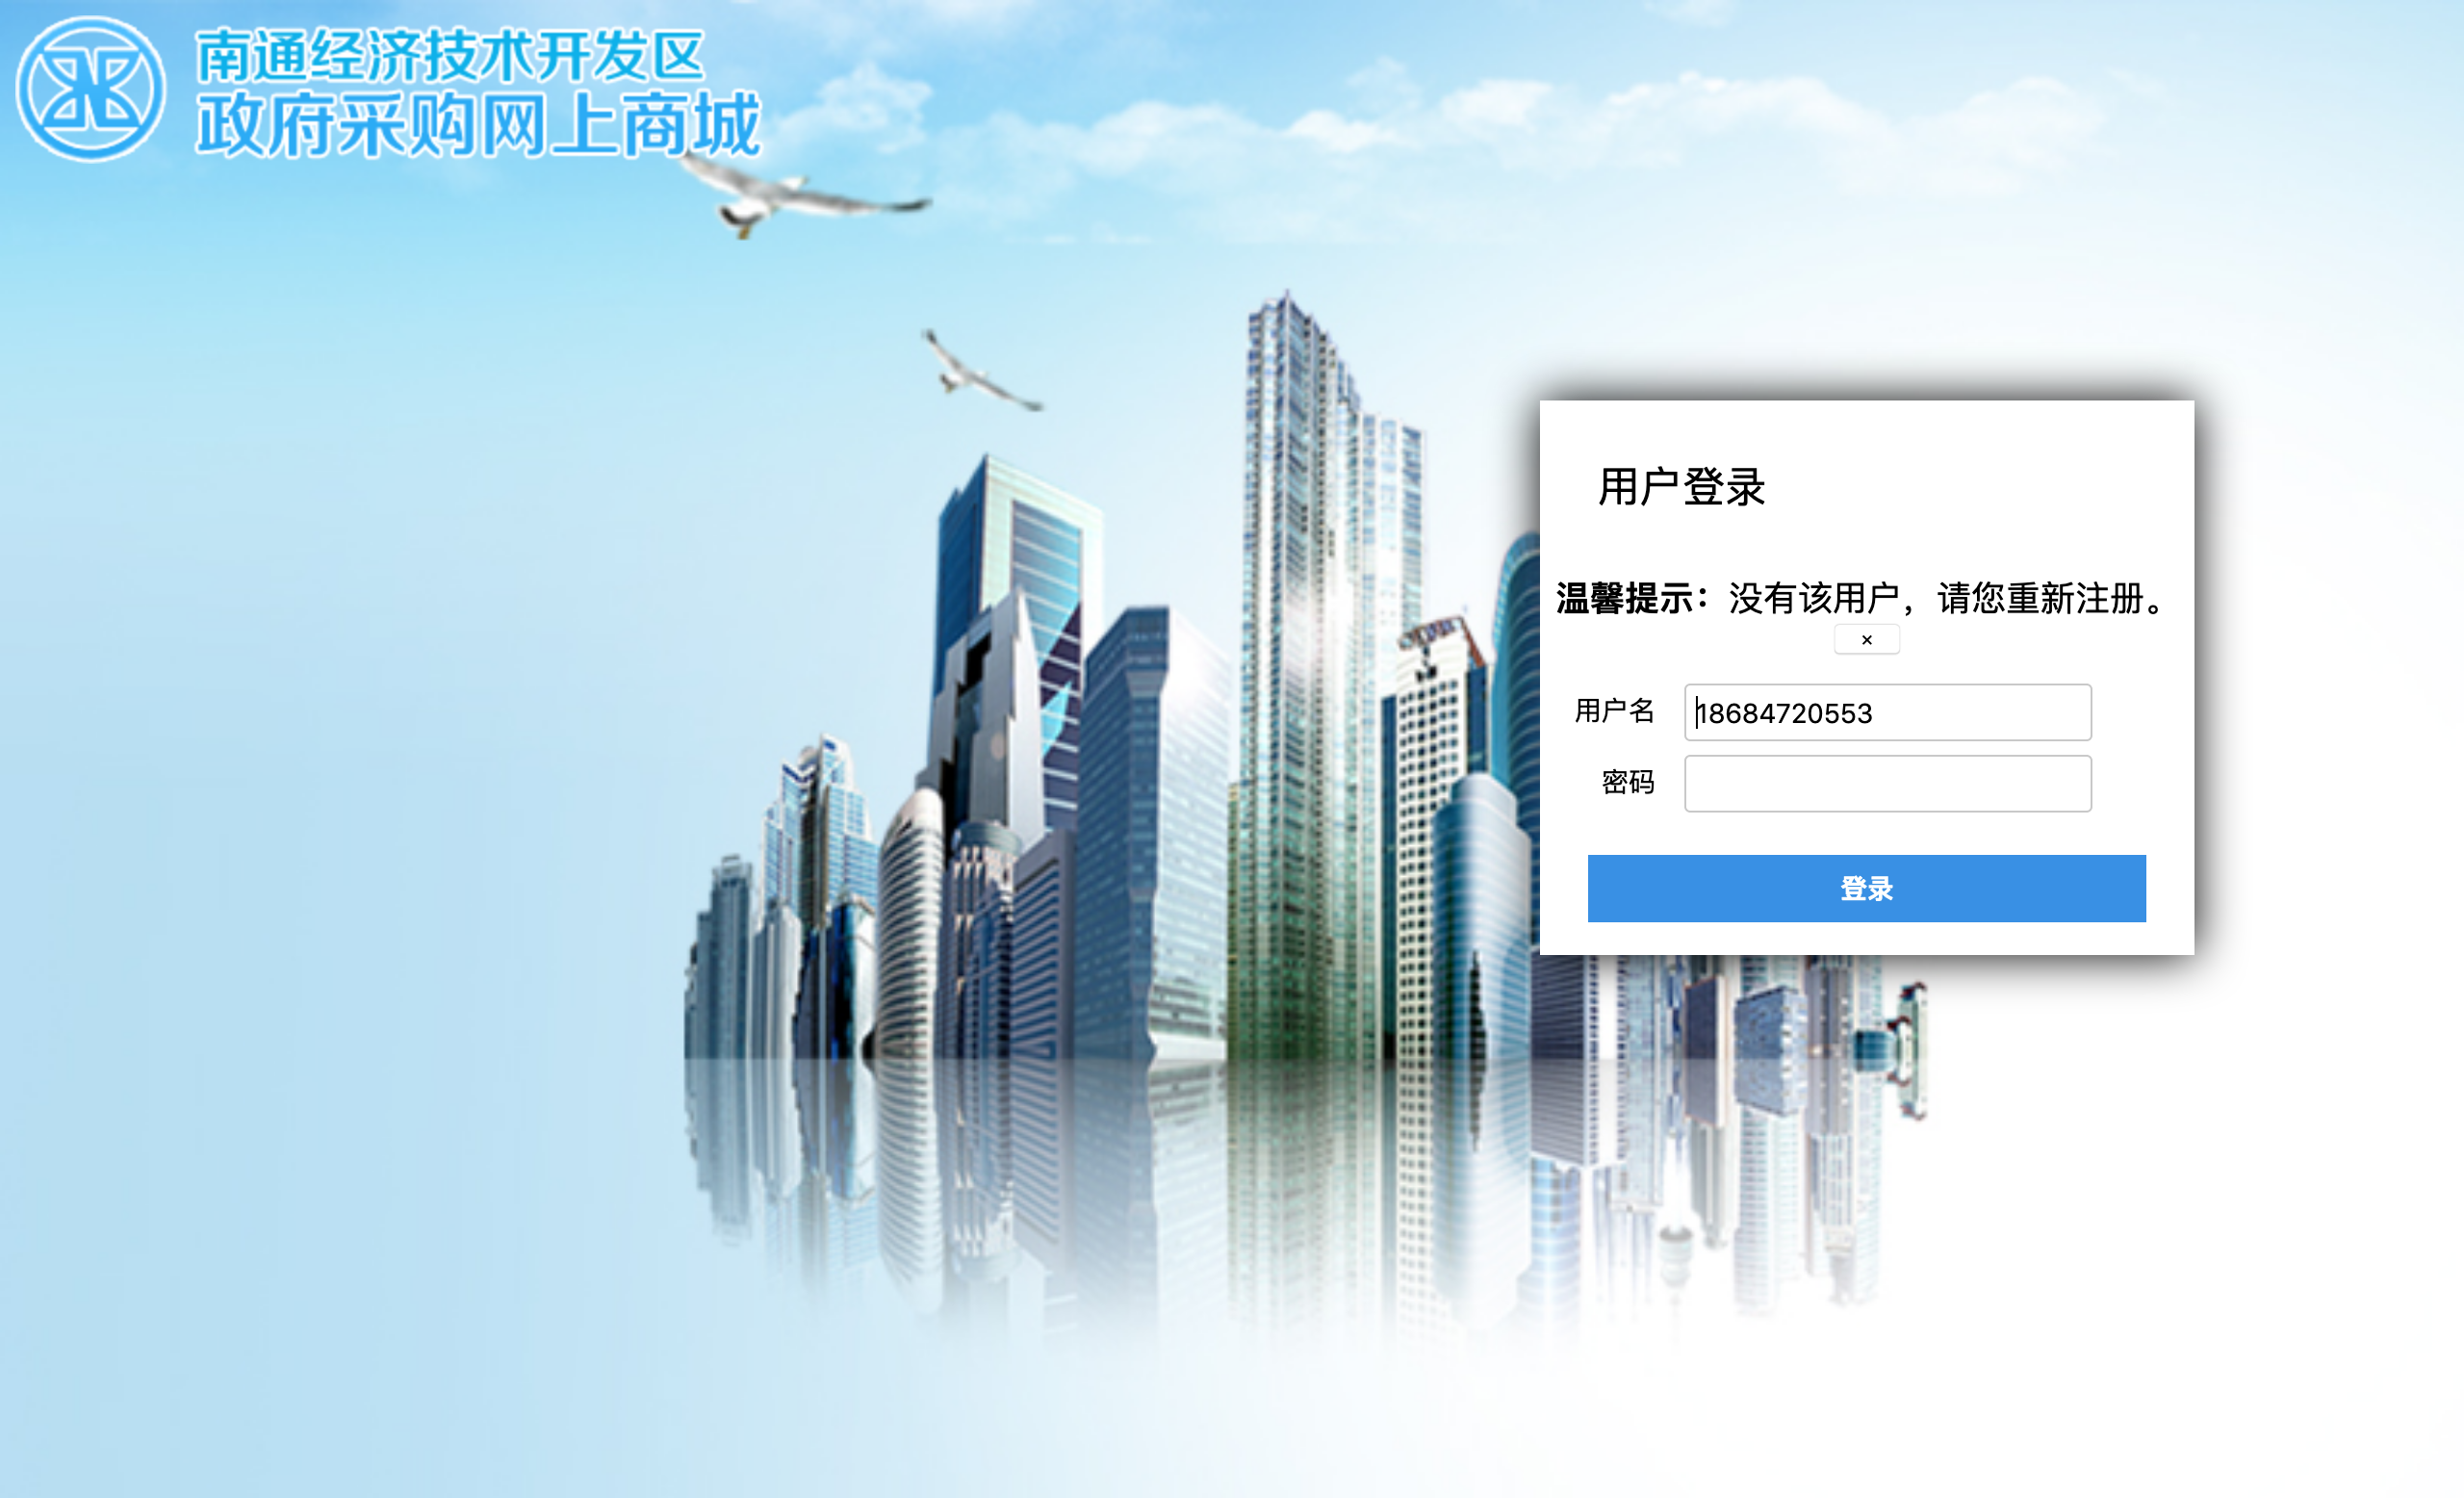 南通经济技术开发区
政府采购网上商城
用户登录
温馨提示：没有该用户，请您重新注册。
×
用户名 18684720553
密码
登录